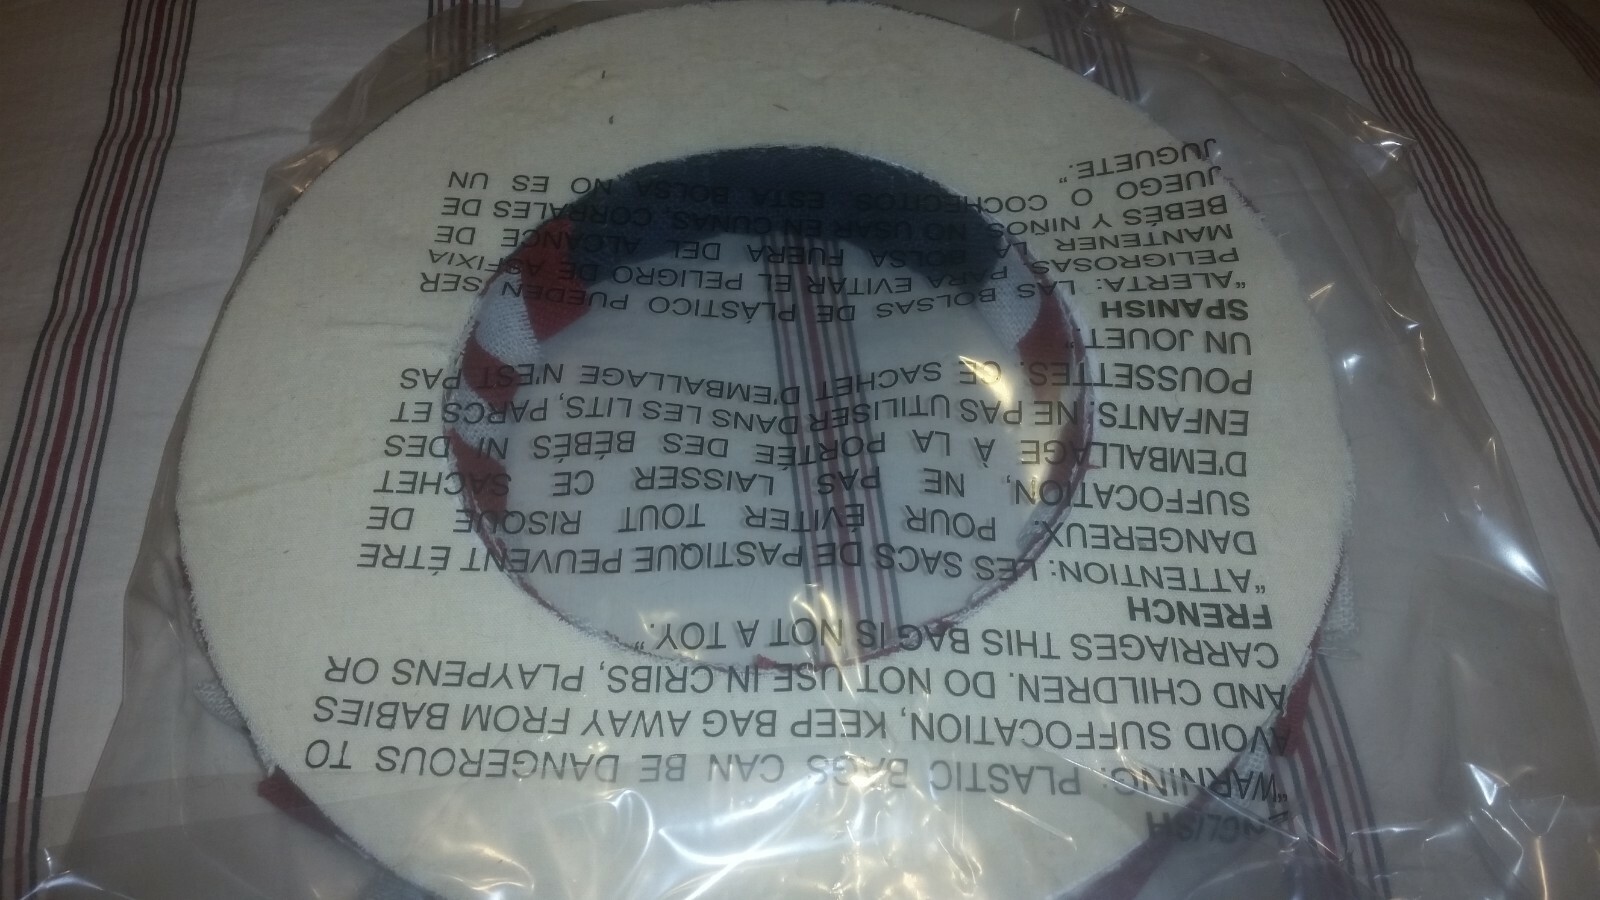 ENGLISH
"WARNING: PLASTIC BAGS CAN BE DANGEROUS TO
AVOID SUFFOCATION, KEEP BAG AWAY FROM BABIES
AND CHILDREN. DO NOT USE IN CRIBS, PLAYPENS OR
CARRIAGES THIS BAG IS NOT A TOY."
FRENCH
"ATTENTION: LES SACS DE PASTIQUE PEUVENT ÉTRE
DANGEREUX: POUR ÉVITER TOUT RISQUE DE
SUFFOCATION, NE PAS LAISSER CE SACHET
D'EMBALLAGE À LA PORTÉE DES BÉBÉS NI DES
ENFANTS; NE PAS UTILISER DANS LES LITS, PARCS ET
POUSSETTES. CE SACHET D'EMBALLAGE N'EST PAS
UN JOUET."
SPANISH
"ALERTA: LAS BOLSAS DE PLÁSTICO PUEDEN SER
PELIGROSAS PARA EVITAR EL PELIGRO DE ASFIXIA
MANTENER LA BOLSA FUERA DEL ALCANCE DE
BEBÉS Y NINOS, NO USAR EN CUNAS, CORRALES DE
JUEGO O COCHECITOS ESTA BOLSA NO ES UN
JUGUETE."